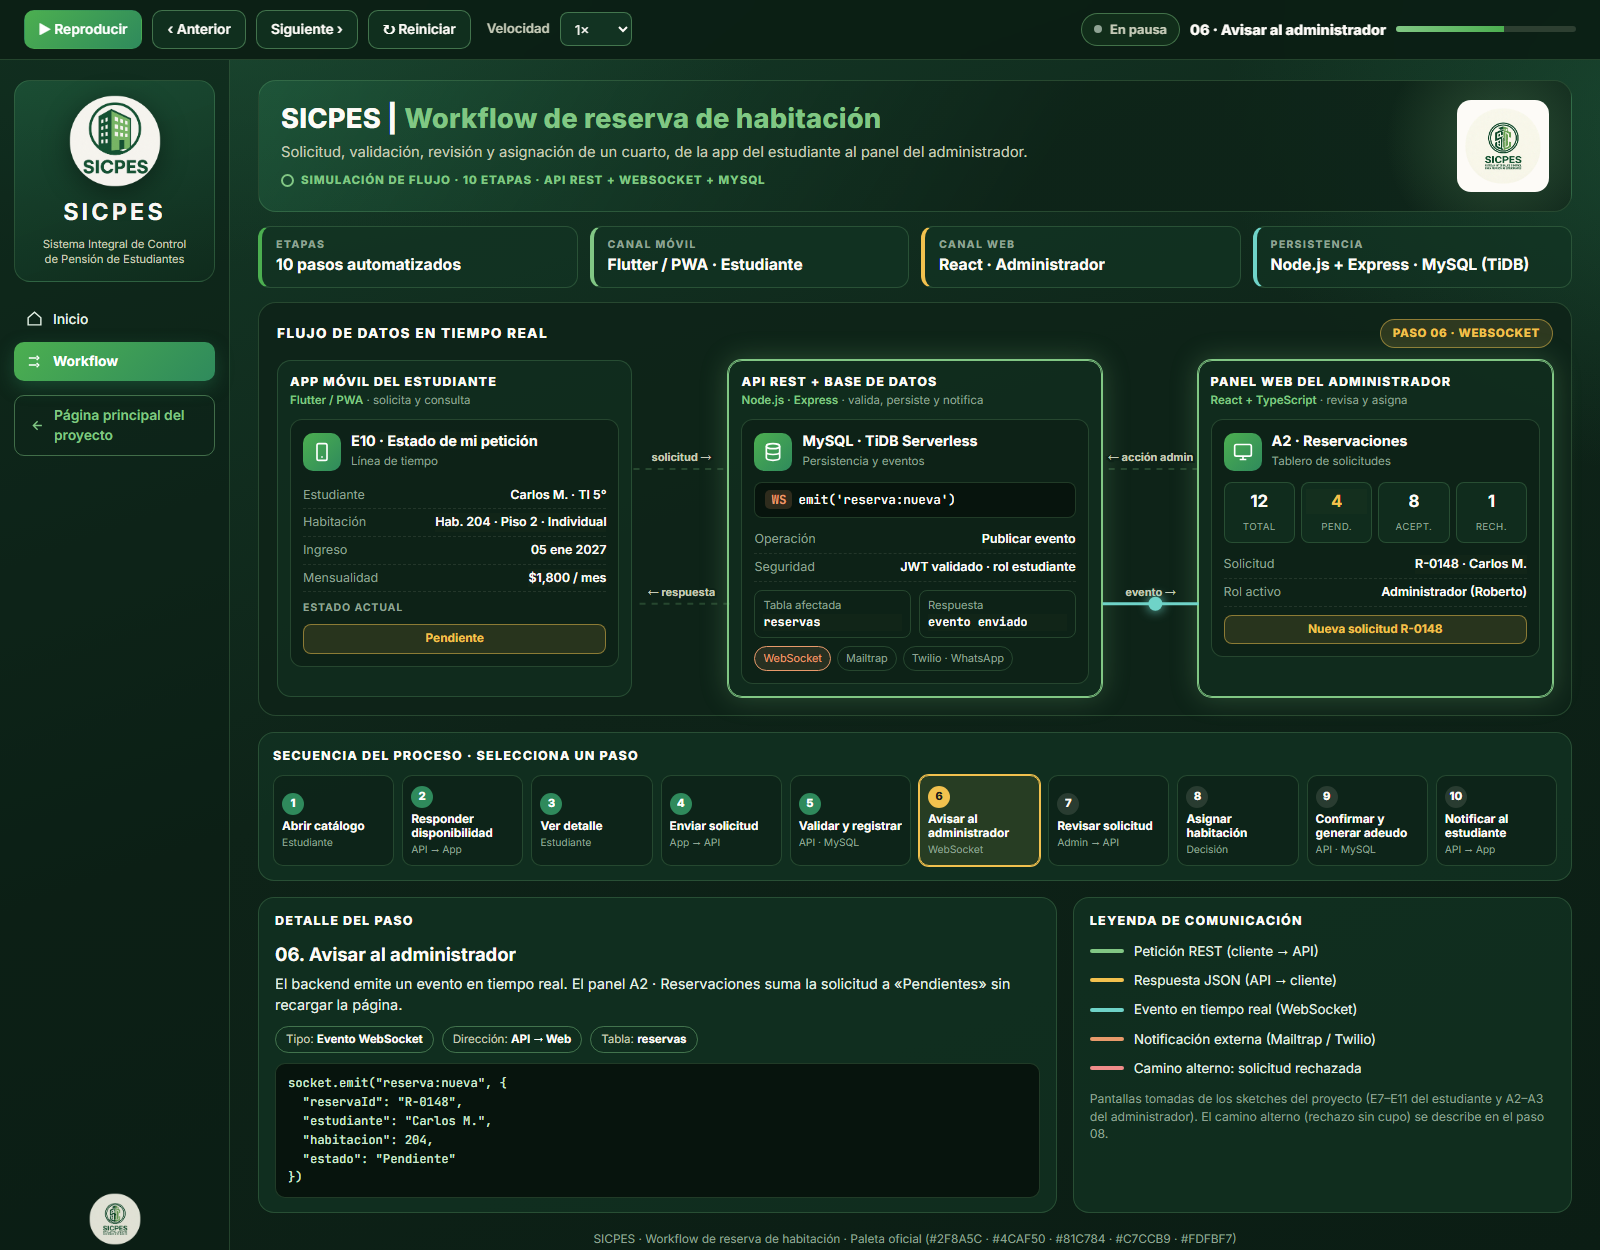 ▶ Reproducir
‹ Anterior
Siguiente ›
↻ Reiniciar
Velocidad
1×
En pausa
06 · Avisar al administrador
SICPES
SICPES
Sistema Integral de Control
de Pensión de Estudiantes
Inicio
Workflow
← Página principal del
proyecto
SICPES
SICPES | Workflow de reserva de habitación
Solicitud, validación, revisión y asignación de un cuarto, de la app del estudiante al panel del administrador.
SIMULACIÓN DE FLUJO · 10 ETAPAS · API REST + WEBSOCKET + MYSQL
SICPES
ETAPAS
10 pasos automatizados
CANAL MÓVIL
Flutter / PWA · Estudiante
CANAL WEB
React · Administrador
PERSISTENCIA
Node.js + Express · MySQL (TiDB)
FLUJO DE DATOS EN TIEMPO REAL
PASO 06 · WEBSOCKET
APP MÓVIL DEL ESTUDIANTE
Flutter / PWA · solicita y consulta
E10 · Estado de mi petición
Línea de tiempo
Estudiante Carlos M. · TI 5°
Habitación Hab. 204 · Piso 2 · Individual
Ingreso 05 ene 2027
Mensualidad $1,800 / mes
ESTADO ACTUAL
Pendiente
solicitud →
← respuesta
API REST + BASE DE DATOS
Node.js · Express · valida, persiste y notifica
MySQL · TiDB Serverless
Persistencia y eventos
WS emit('reserva:nueva')
Operación Publicar evento
Seguridad JWT validado · rol estudiante
Tabla afectada
reservas
Respuesta
evento enviado
WebSocket
Mailtrap
Twilio · WhatsApp
← acción admin
evento →
PANEL WEB DEL ADMINISTRADOR
React + TypeScript · revisa y asigna
A2 · Reservaciones
Tablero de solicitudes
12
TOTAL
4
PEND.
8
ACEPT.
1
RECH.
Solicitud R-0148 · Carlos M.
Rol activo Administrador (Roberto)
Nueva solicitud R-0148
SECUENCIA DEL PROCESO · SELECCIONA UN PASO
1
Abrir catálogo
Estudiante
2
Responder
disponibilidad
API → App
3
Ver detalle
Estudiante
4
Enviar solicitud
App → API
5
Validar y registrar
API · MySQL
6
Avisar al
administrador
WebSocket
7
Revisar solicitud
Admin → API
8
Asignar
habitación
Decisión
9
Confirmar y
generar adeudo
API · MySQL
10
Notificar al
estudiante
API → App
DETALLE DEL PASO
06. Avisar al administrador
El backend emite un evento en tiempo real. El panel A2 · Reservaciones suma la solicitud a «Pendientes» sin
recargar la página.
Tipo: Evento WebSocket
Dirección: API → Web
Tabla: reservas
socket.emit("reserva:nueva", {
"reservaId": "R-0148",
"estudiante": "Carlos M.",
"habitacion": 204,
"estado": "Pendiente"
})
LEYENDA DE COMUNICACIÓN
Petición REST (cliente → API)
Respuesta JSON (API → cliente)
Evento en tiempo real (WebSocket)
Notificación externa (Mailtrap / Twilio)
Camino alterno: solicitud rechazada
Pantallas tomadas de los sketches del proyecto (E7–E11 del estudiante y A2–A3
del administrador). El camino alterno (rechazo sin cupo) se describe en el paso
08.
SICPES · Workflow de reserva de habitación · Paleta oficial (#2F8A5C · #4CAF50 · #81C784 · #C7CCB9 · #FDFBF7)